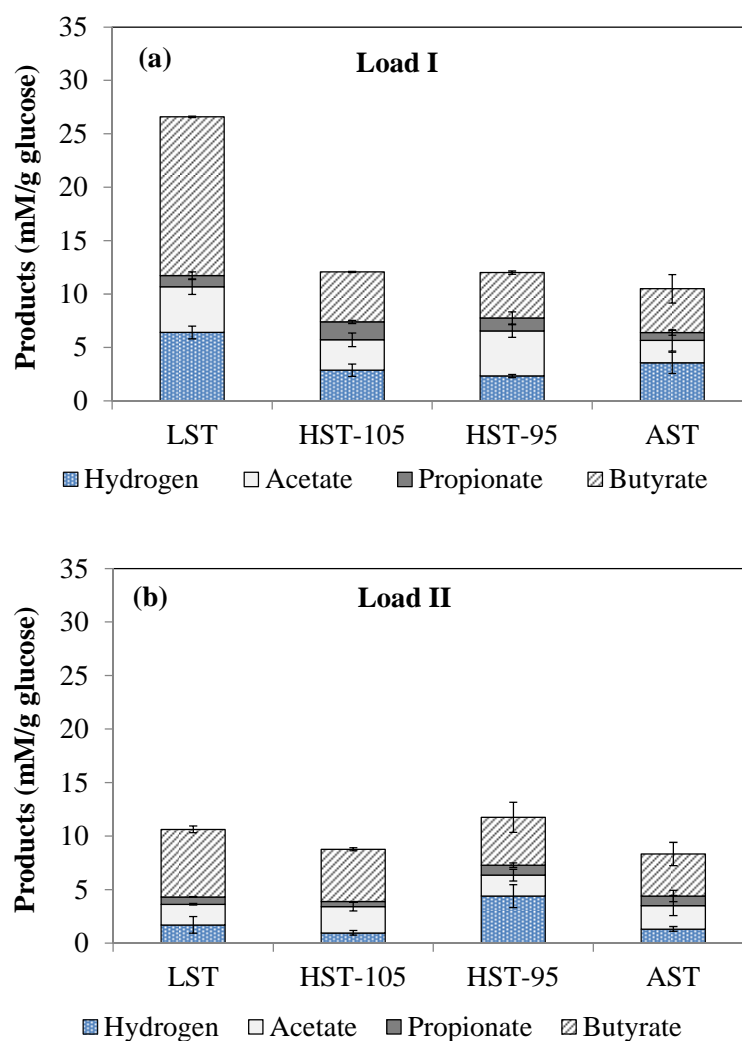 (a)
Load I
Products (mM/g glucose)
35
30
25
20
15
10
5
0
LST HST-105 HST-95 AST
Hydrogen Acetate Propionate Butyrate
(b)
Load II
Products (mM/g glucose)
35
30
25
20
15
10
5
0
LST HST-105 HST-95 AST
Hydrogen Acetate Propionate Butyrate